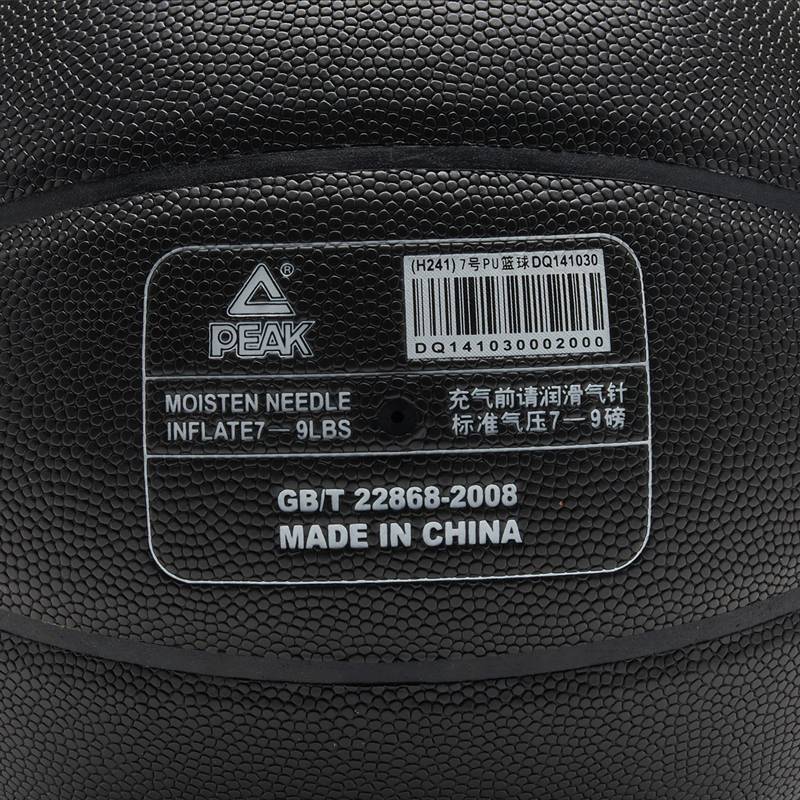 PEAK®
(H241) 7号PU篮球DQ141030
DQ141030002000
MOISTEN NEEDLE
INFLATE7—9LBS
充气前请润滑气针
标准气压7—9磅
GB/T 22868-2008
MADE IN CHINA